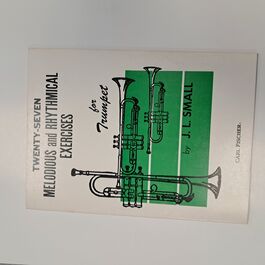 TWENTY-SEVEN
MELODIOUS and RHYTHMICAL
EXERCISES
for
Trumpet
by J. L. SMALL
CARL FISCHER